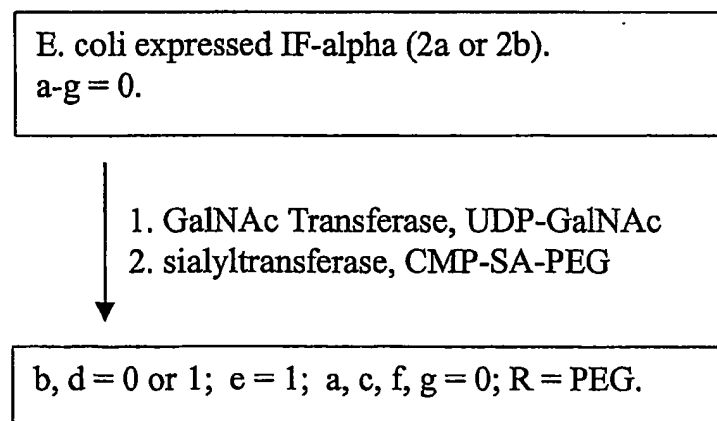 E. coli expressed IF-alpha (2a or 2b).
a-g = 0.
1. GalNAc Transferase, UDP-GalNAc
2. sialyltransferase, CMP-SA-PEG
b, d = 0 or 1; e = 1; a, c, f, g = 0; R = PEG.